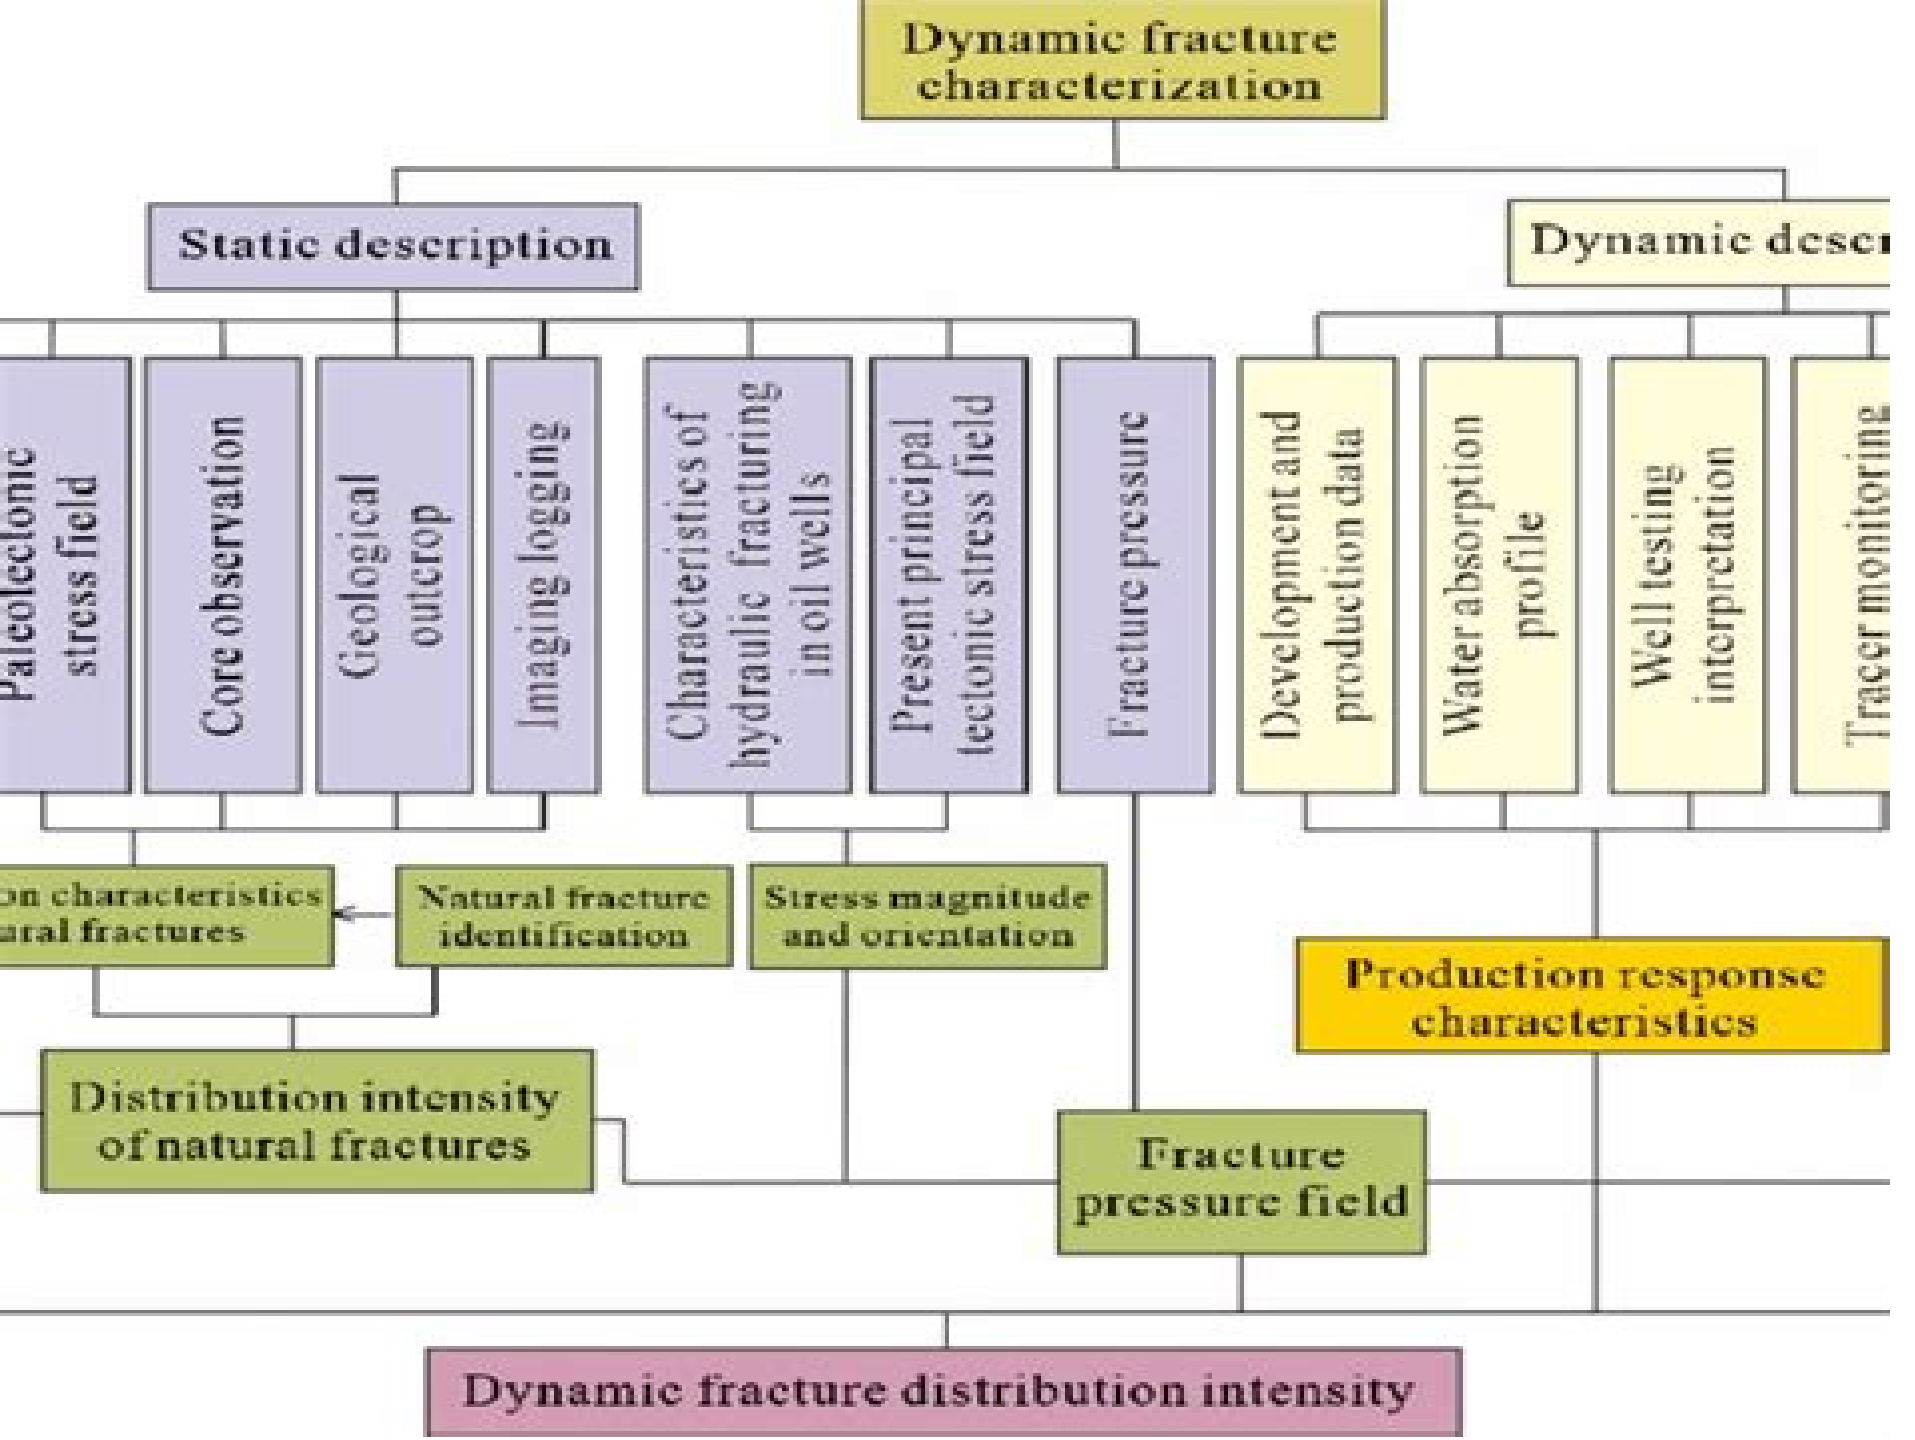 Dynamic fracture
characterization
Static description
Dynamic
Paleotectonic
stress field
Core observation
Geological
outcrop
Imaging logging
Characteristics of
hydraulic fracturing
in oil wells
Present principal
tectonic stress field
Fracture pressure
Development and
production data
Water absorption
profile
Well testing
interpretation
Tracer monitoring
characteristics
fractures
Natural fracture
identification
Stress magnitude
and orientation
Production response
characteristics
Distribution intensity
of natural fractures
Fracture
pressure field
Dynamic fracture distribution intensity